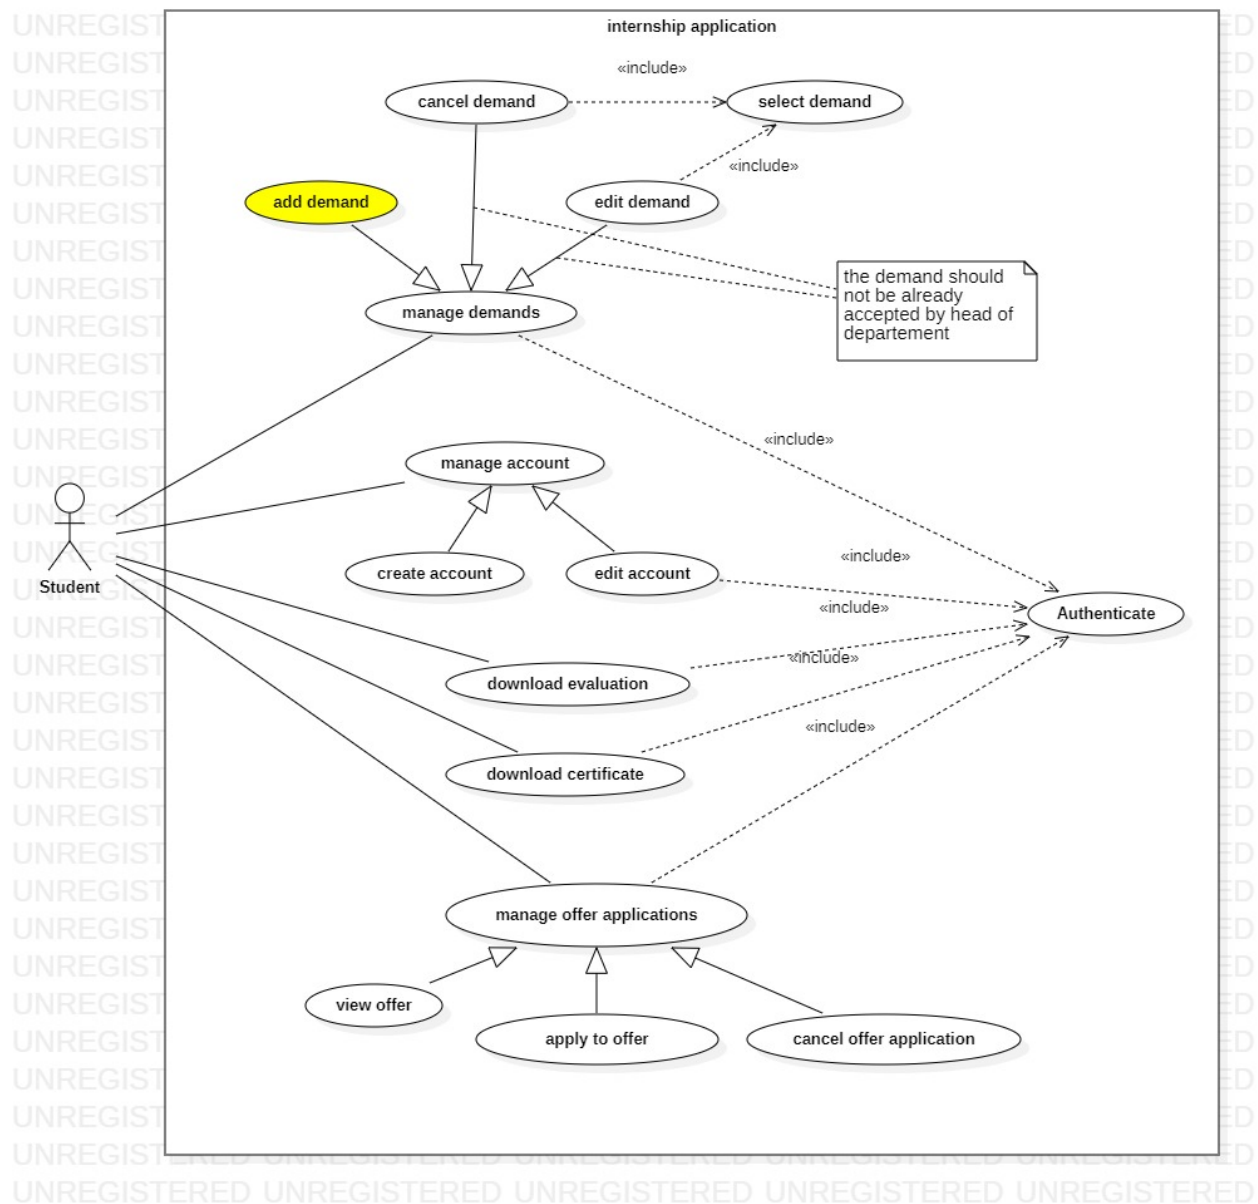 internship application
«include»
cancel demand
select demand
«include»
add demand
edit demand
the demand should
not be already
accepted by head of
departement
manage demands
«include»
manage account
«include»
create account
edit account
Student
«include»
Authenticate
«include»
download evaluation
«include»
download certificate
manage offer applications
view offer
apply to offer
cancel offer application
UNREGISTERED UNREGISTERED UNREGISTERED UNREGISTERED UNREGISTERED